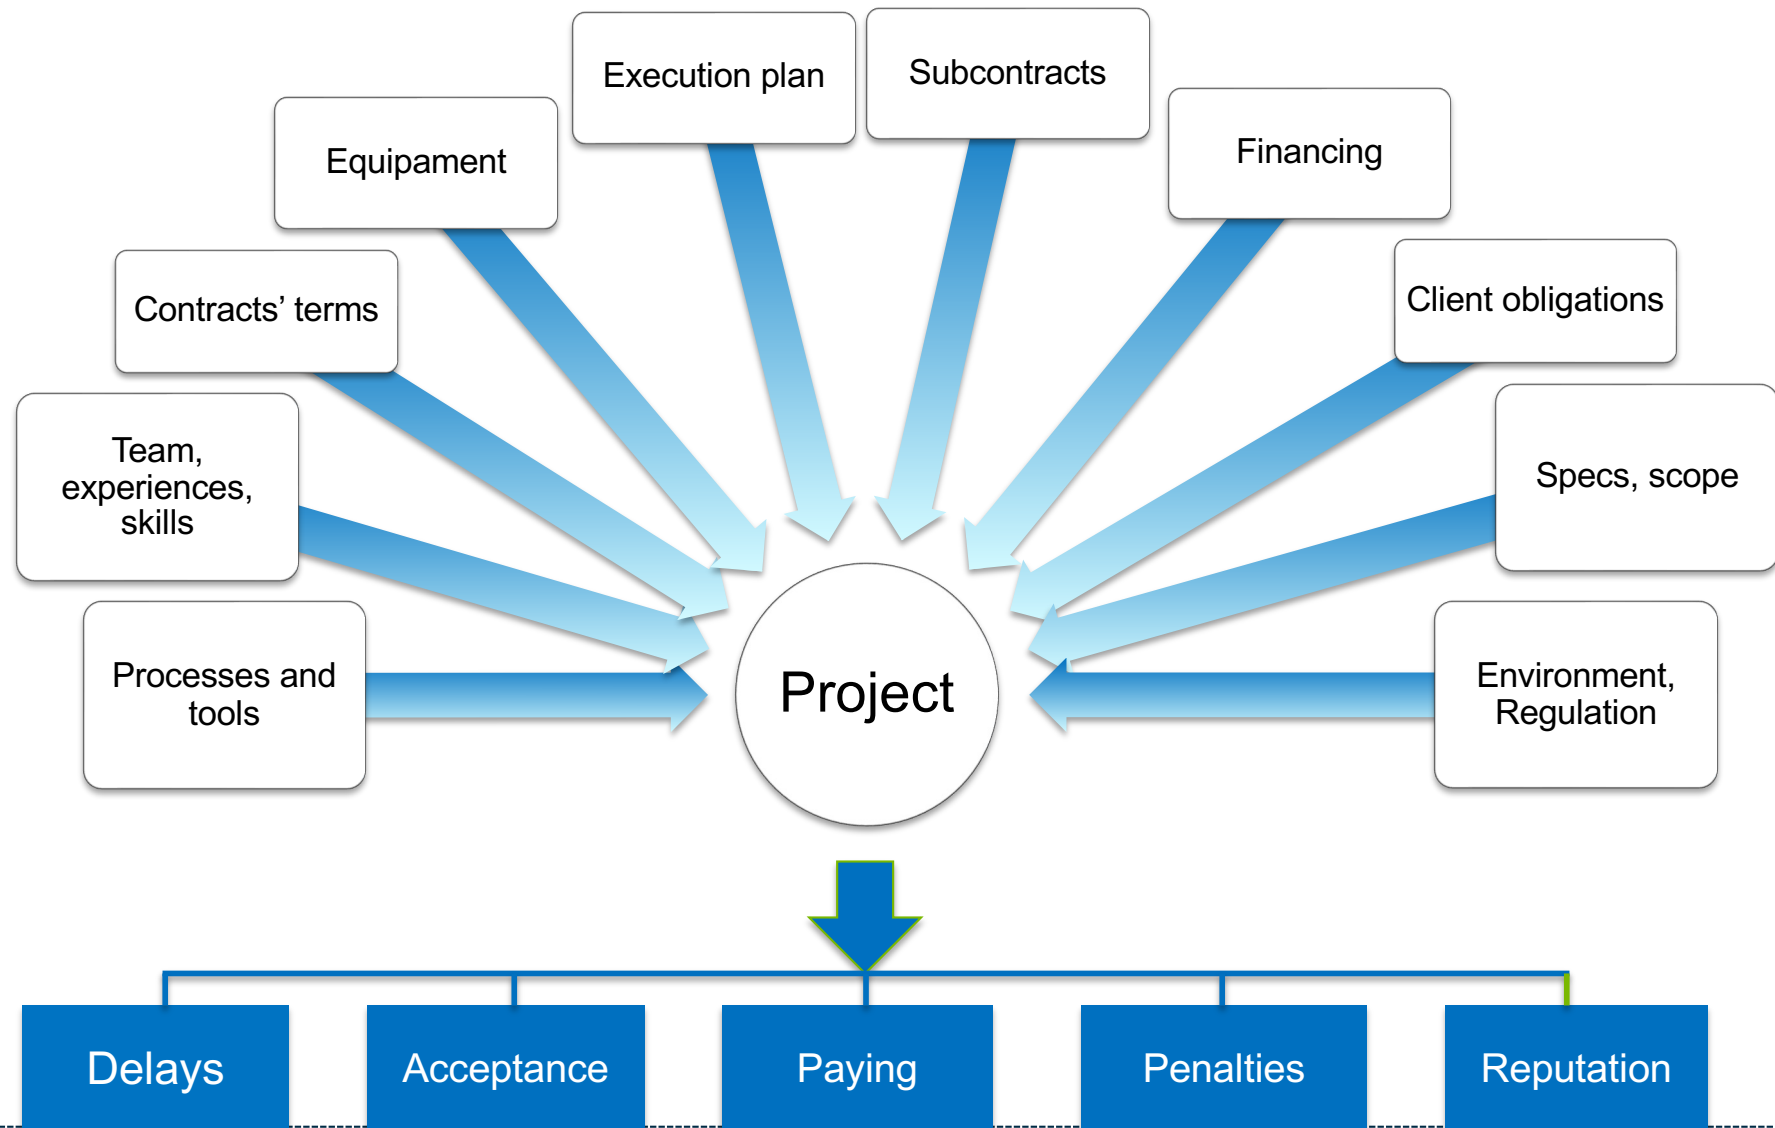 Execution plan
Subcontracts
Equipament
Financing
Contracts’ terms
Client obligations
Team,
experiences,
skills
Specs, scope
Processes and
tools
Project
Environment,
Regulation
Delays
Acceptance
Paying
Penalties
Reputation